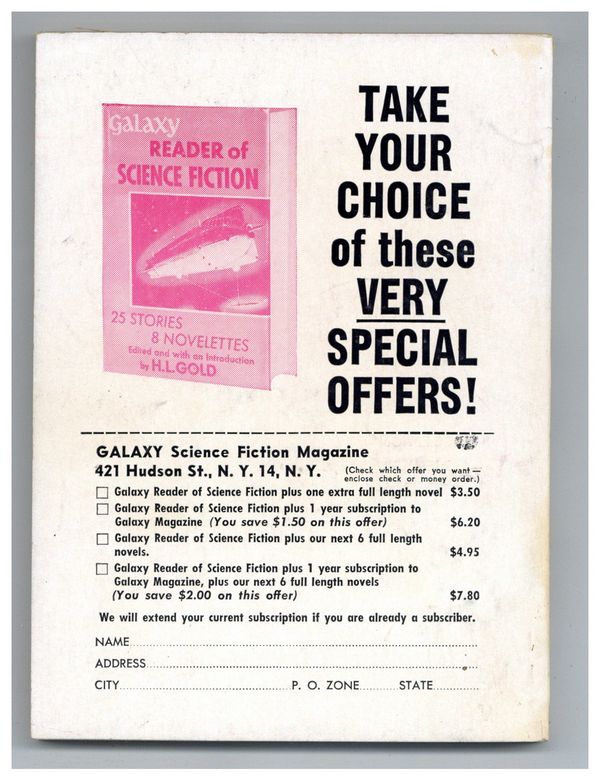 Galaxy
READER of
SCIENCE FICTION
25 STORIES
8 NOVELETTES
Edited and with an Introduction
by H.L.GOLD
TAKE
YOUR
CHOICE
of these
VERY
SPECIAL
OFFERS!
GALAXY Science Fiction Magazine
421 Hudson St., N. Y. 14, N. Y. (Check which offer you want—
enclose check or money order.)
Galaxy Reader of Science Fiction plus one extra full length novel $3.50
Galaxy Reader of Science Fiction plus 1 year subscription to
Galaxy Magazine (You save $1.50 on this offer) $6.20
Galaxy Reader of Science Fiction plus our next 6 full length
novels. $4.95
Galaxy Reader of Science Fiction plus 1 year subscription to
Galaxy Magazine, plus our next 6 full length novels
(You save $2.00 on this offer) $7.80
We will extend your current subscription if you are already a subscriber.
NAME
ADDRESS
CITY P. O. ZONE STATE